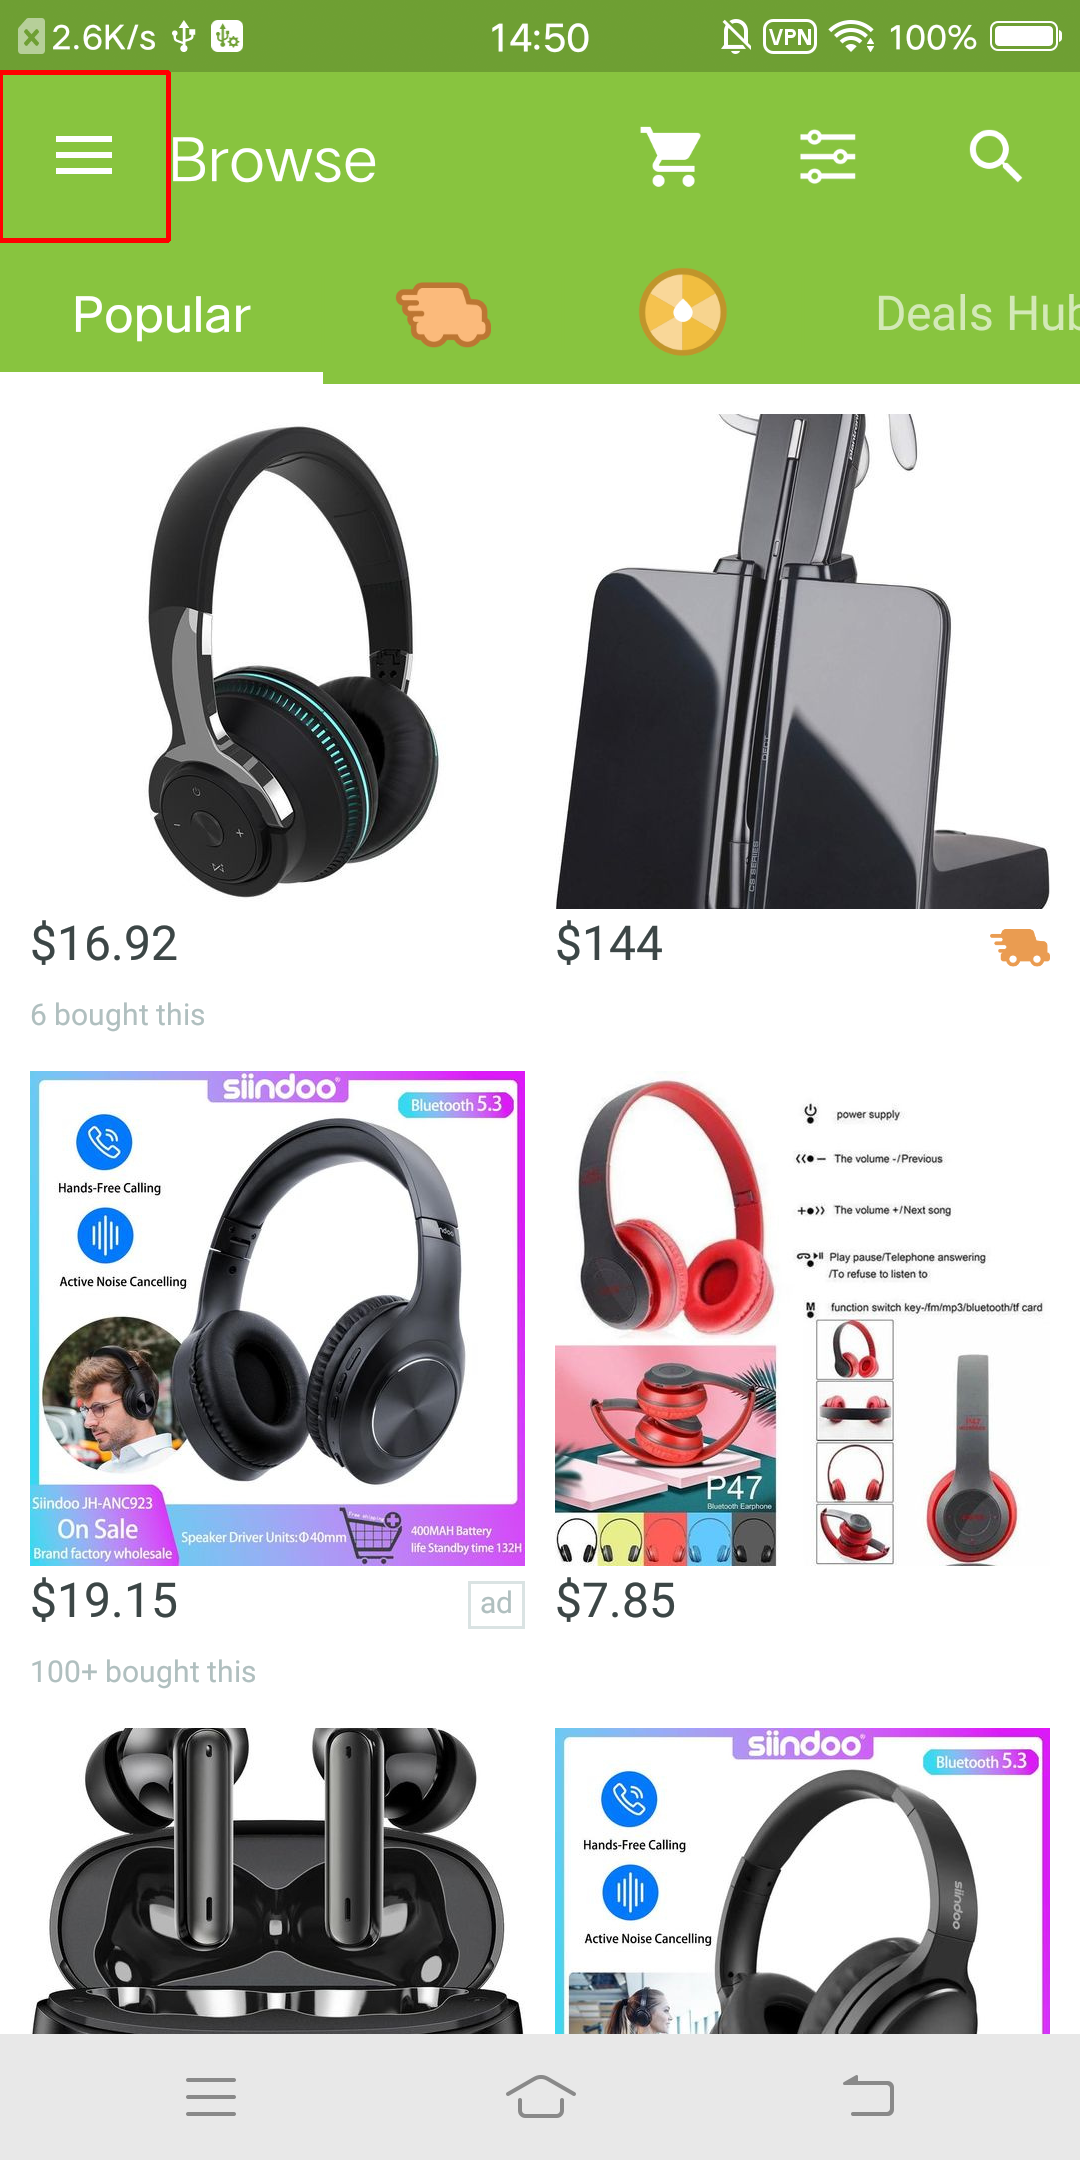 2.6K/s 14:50 VPN 100%
Browse
Popular Deals Hub
$16.92
6 bought this
$144
siindoo
Bluetooth 5.3
Hands-Free Calling
Active Noise Cancelling
Siindoo JH-ANC923
On Sale
Brand factory wholesale
Speaker Driver Units:Φ40mm
Free shipping
400MAH Battery
life Standby time 132H
$19.15
ad
100+ bought this
power supply
The volume -/Previous
The volume +/Next song
Play pause/Telephone answering
/To refuse to listen to
M function switch key-/fm/mp3/bluetooth/tf card
P47
Bluetooth Earphone
$7.85
siindoo
Bluetooth 5.3
Hands-Free Calling
Active Noise Cancelling
siindoo